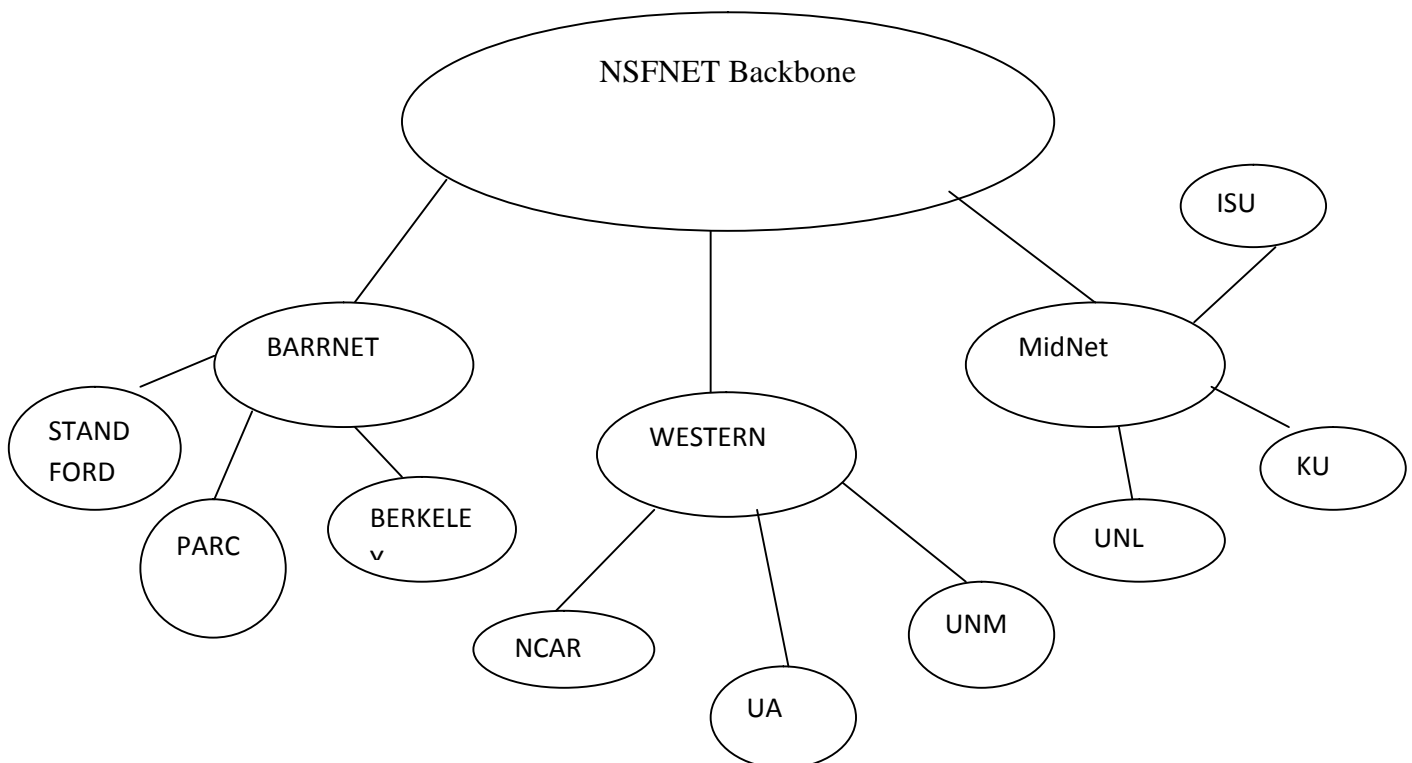 NSFNET Backbone
ISU
BARRNET
MidNet
STAND
FORD
WESTERN
KU
BERKELE
Y
PARC
UNL
UNM
NCAR
UA